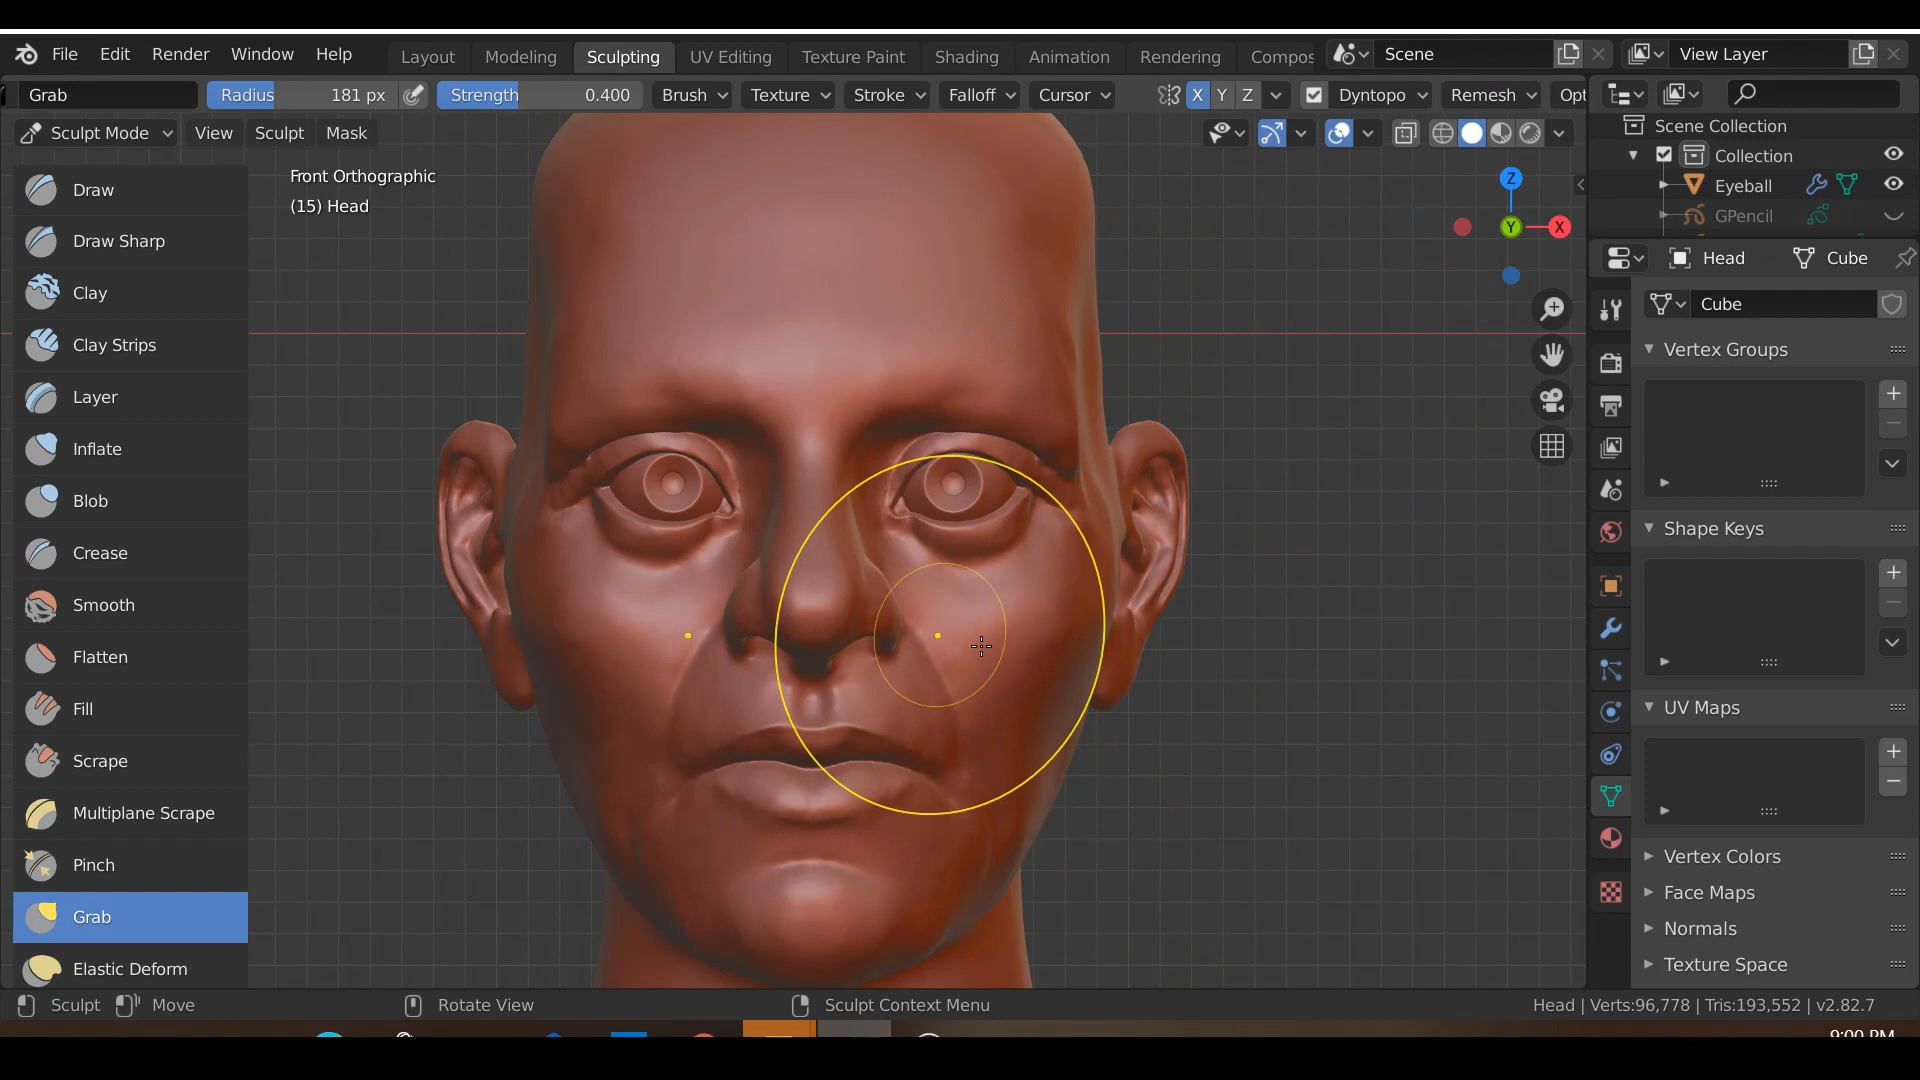 File Edit Render Window Help Layout Modeling Sculpting UV Editing Texture Paint Shading Animation Rendering Compos Scene View Layer
Grab Radius 181 px Strength 0.400 Brush Texture Stroke Falloff Cursor X Y Z Dyntopo Remesh Opt
Sculpt Mode View Sculpt Mask
Front Orthographic
(15) Head
Z
Y
X
Draw
Draw Sharp
Clay
Clay Strips
Layer
Inflate
Blob
Crease
Smooth
Flatten
Fill
Scrape
Multiplane Scrape
Pinch
Grab
Elastic Deform
Scene Collection
Collection
Eyeball
GPencil
Head Cube
Cube
Vertex Groups
Shape Keys
UV Maps
Vertex Colors
Face Maps
Normals
Texture Space
Sculpt Move Rotate View Sculpt Context Menu Head | Verts:96,778 | Tris:193,552 | v2.82.7
9:00 PM